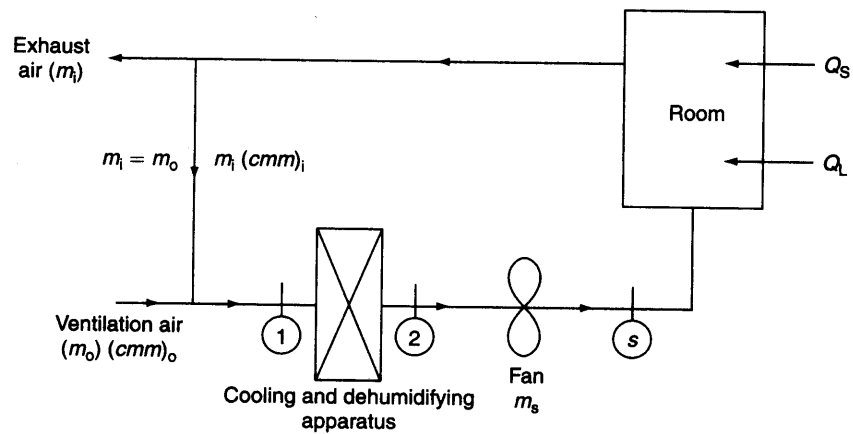 Exhaust
air (mᵢ)
Qₛ
Room
mᵢ = mₒ
mᵢ (cmm)ᵢ
Q_L
Ventilation air
(mₒ) (cmm)ₒ
1
2
s
Cooling and dehumidifying
apparatus
Fan
mₛ